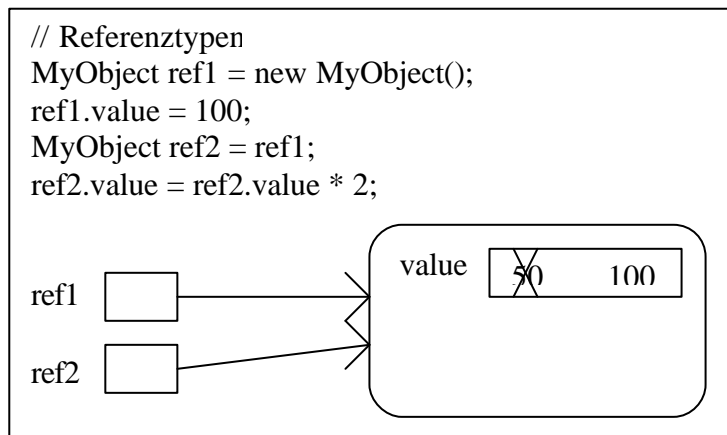 // Referenztypen
MyObject ref1 = new MyObject();
ref1.value = 100;
MyObject ref2 = ref1;
ref2.value = ref2.value * 2;
value 50 100
ref1
ref2